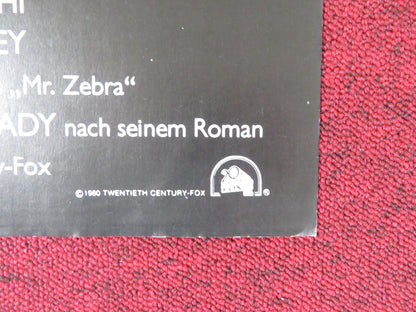 HI
EY
„Mr. Zebra“
ADY nach seinem Roman
y-Fox
©1980 TWENTIETH CENTURY-FOX ®